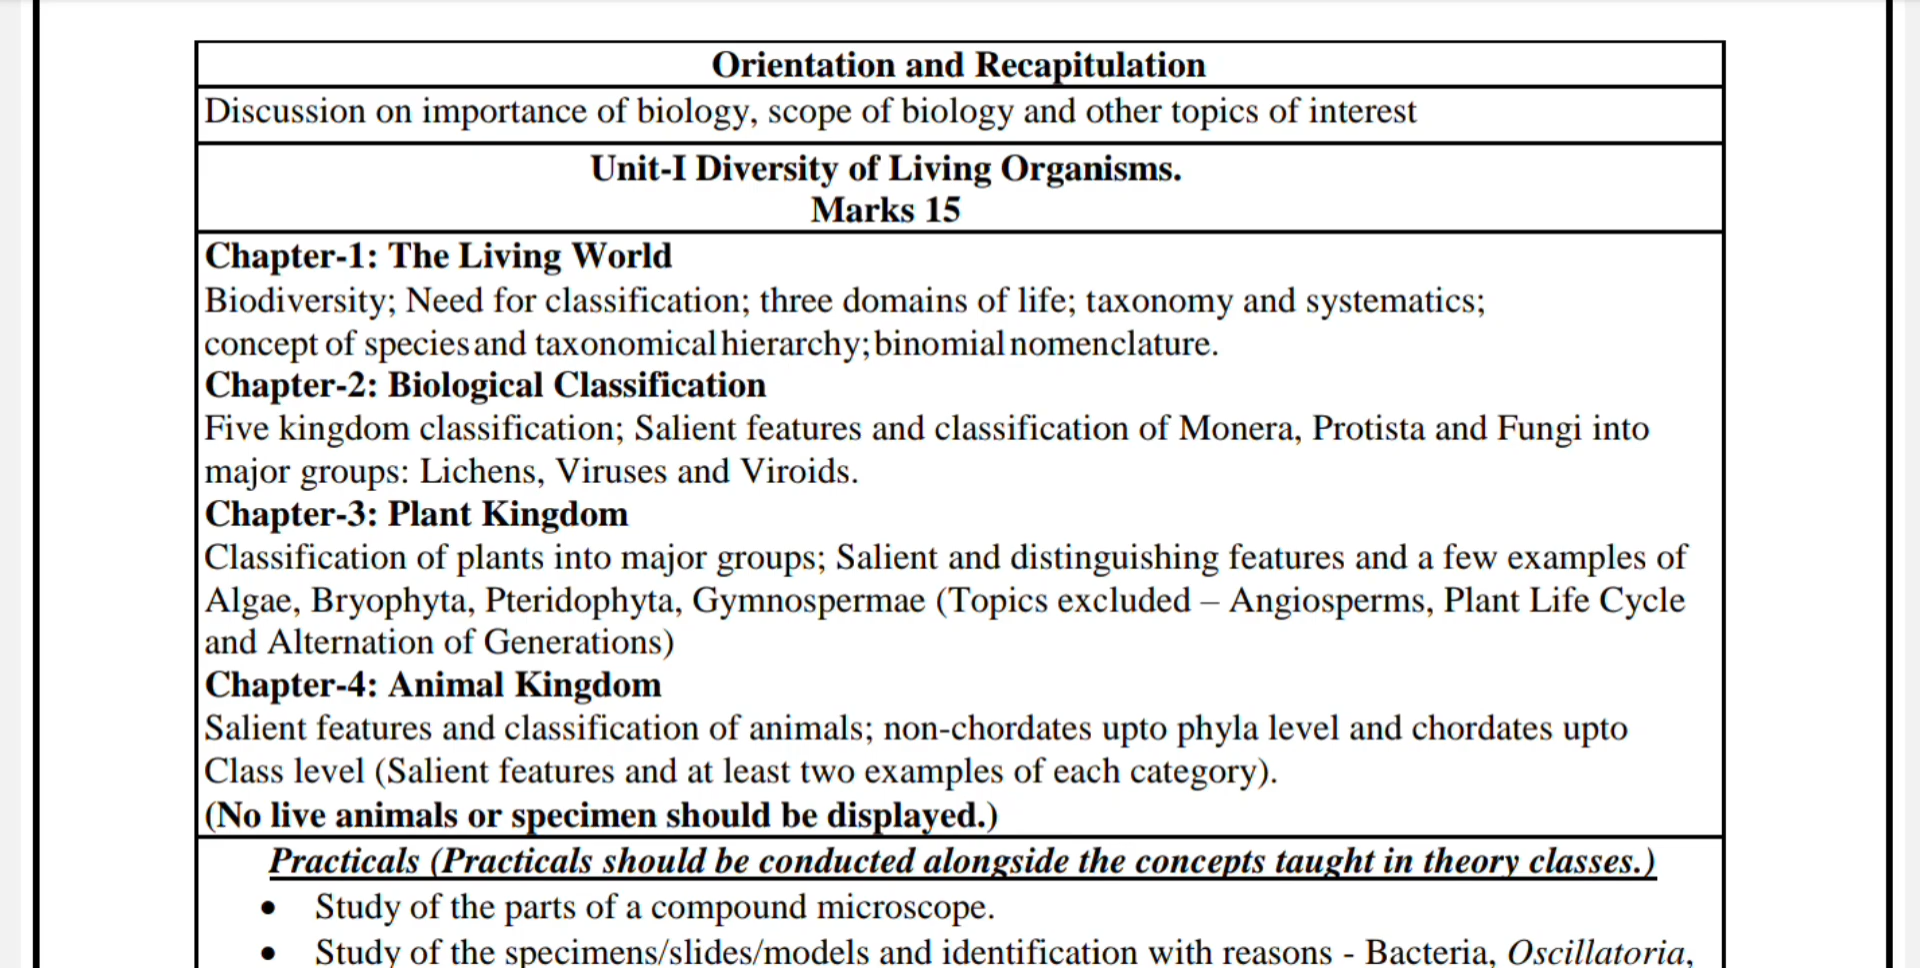 Orientation and Recapitulation
Discussion on importance of biology, scope of biology and other topics of interest
Unit-I Diversity of Living Organisms.
Marks 15
Chapter-1: The Living World
Biodiversity; Need for classification; three domains of life; taxonomy and systematics;
concept of species and taxonomical hierarchy; binomial nomenclature.
Chapter-2: Biological Classification
Five kingdom classification; Salient features and classification of Monera, Protista and Fungi into
major groups: Lichens, Viruses and Viroids.
Chapter-3: Plant Kingdom
Classification of plants into major groups; Salient and distinguishing features and a few examples of
Algae, Bryophyta, Pteridophyta, Gymnospermae (Topics excluded – Angiosperms, Plant Life Cycle
and Alternation of Generations)
Chapter-4: Animal Kingdom
Salient features and classification of animals; non-chordates upto phyla level and chordates upto
Class level (Salient features and at least two examples of each category).
(No live animals or specimen should be displayed.)
Practicals (Practicals should be conducted alongside the concepts taught in theory classes.)
• Study of the parts of a compound microscope.
• Study of the specimens/slides/models and identification with reasons - Bacteria, Oscillatoria,